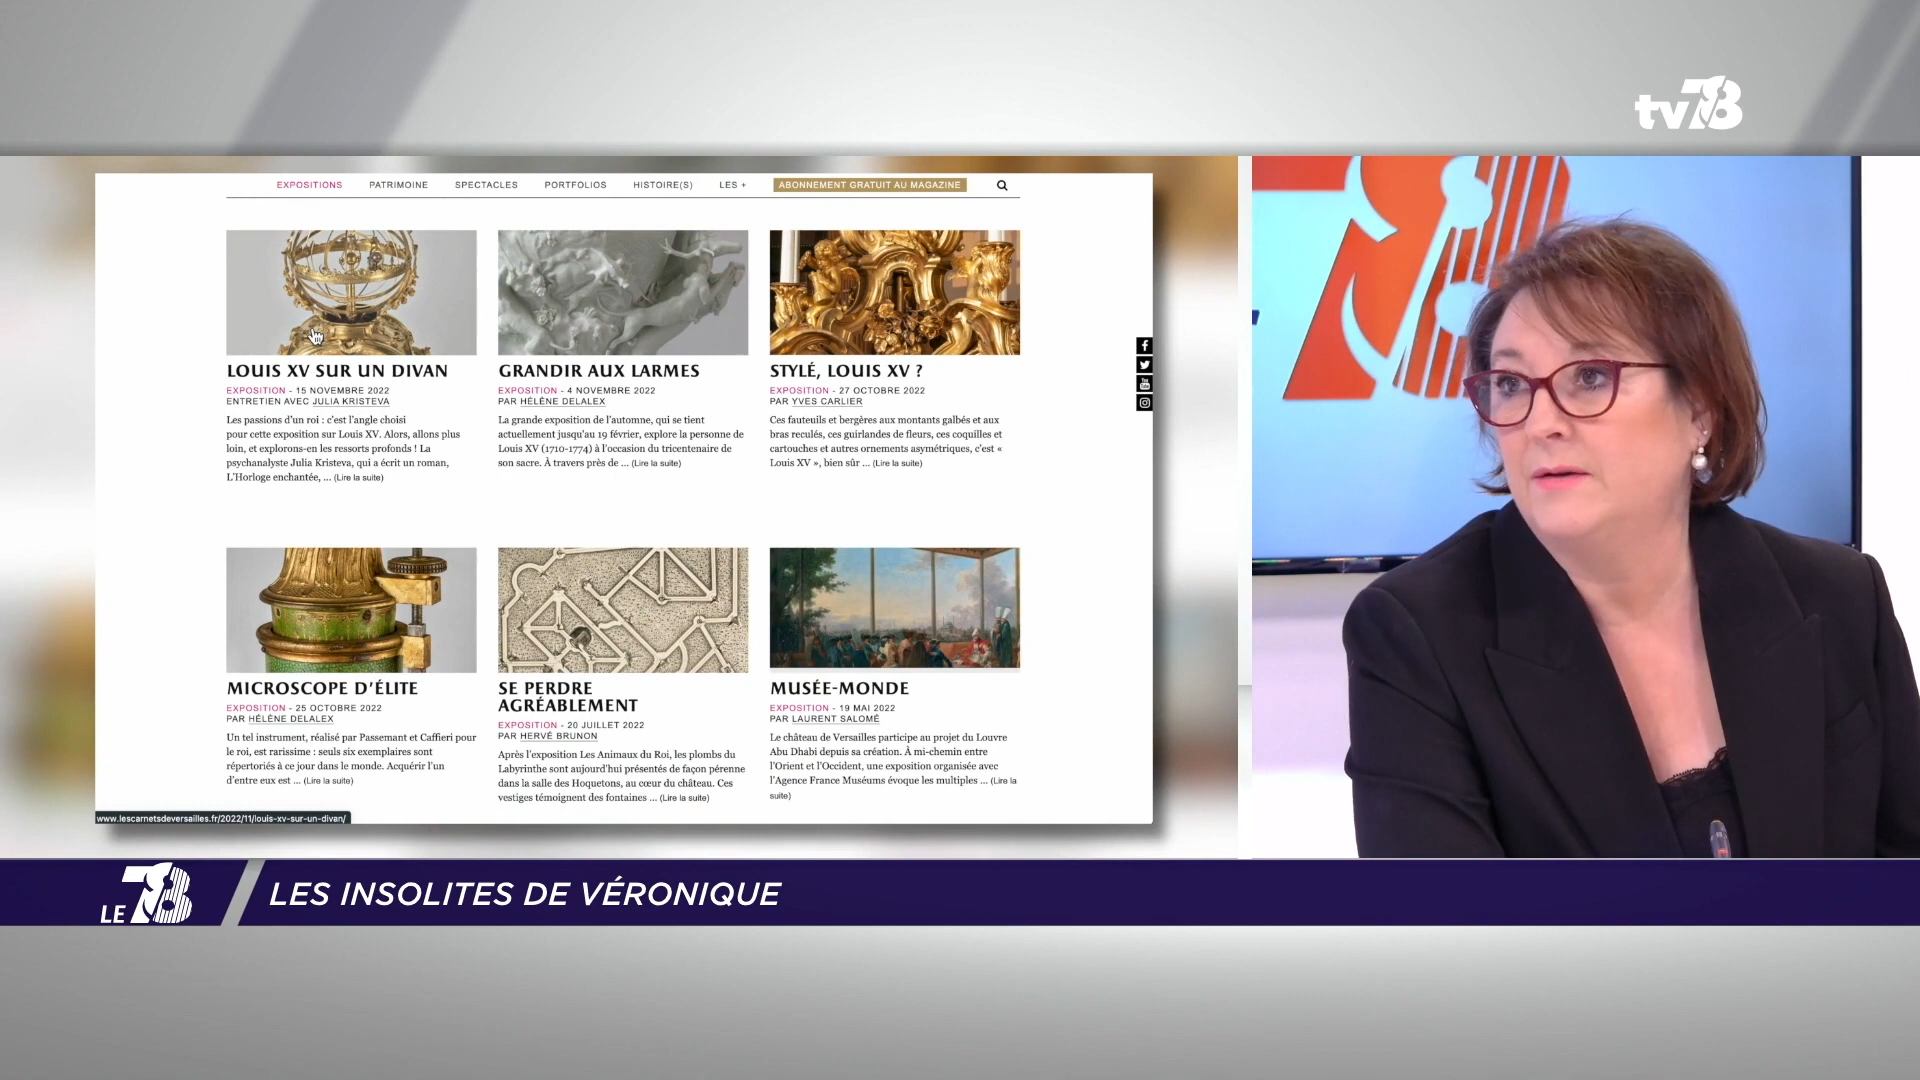 tv78
EXPOSITIONS PATRIMOINE SPECTACLES PORTFOLIOS HISTOIRE(S) LES + ABONNEMENT GRATUIT AU MAGAZINE
LOUIS XV SUR UN DIVAN
EXPOSITION - 15 NOVEMBRE 2022
ENTRETIEN AVEC JULIA KRISTEVA
Les passions d'un roi : c'est l'angle choisi
pour cette exposition sur Louis XV. Alors, allons plus
loin, et explorons-en les ressorts profonds ! La
psychanalyste Julia Kristeva, qui a écrit un roman,
L'Horloge enchantée, ... (Lire la suite)
GRANDIR AUX LARMES
EXPOSITION - 4 NOVEMBRE 2022
PAR HÉLÈNE DELALEX
La grande exposition de l'automne, qui se tient
actuellement jusqu'au 19 février, explore la personne de
Louis XV (1710-1774) à l'occasion du tricentenaire de
son sacre. À travers près de ... (Lire la suite)
STYLÉ, LOUIS XV ?
EXPOSITION - 27 OCTOBRE 2022
PAR YVES CARLIER
Ces fauteuils et bergères aux montants galbés et aux
bras reculés, ces guirlandes de fleurs, ces coquilles et
cartouches et autres ornements asymétriques, c'est «
Louis XV », bien sûr ... (Lire la suite)
MICROSCOPE D'ÉLITE
EXPOSITION - 25 OCTOBRE 2022
PAR HÉLÈNE DELALEX
Un tel instrument, réalisé par Passemant et Caffieri pour
le roi, est rarissime : seuls six exemplaires sont
répertoriés à ce jour dans le monde. Acquérir l'un
d'entre eux est ... (Lire la suite)
SE PERDRE
AGRÉABLEMENT
EXPOSITION - 20 JUILLET 2022
PAR HERVÉ BRUNON
Après l'exposition Les Animaux du Roi, les plombs du
Labyrinthe sont aujourd'hui présentés de façon pérenne
dans la salle des Hoquetons, au cœur du château. Ces
vestiges témoignent des fontaines ... (Lire la suite)
MUSÉE-MONDE
EXPOSITION - 19 MAI 2022
PAR LAURENT SALOMÉ
Le château de Versailles participe au projet du Louvre
Abu Dhabi depuis sa création. À mi-chemin entre
l'Orient et l'Occident, une exposition organisée avec
l'Agence France Muséums évoque les multiples ... (Lire la
suite)
www.lescarnetsdeversailles.fr/2022/11/louis-xv-sur-un-divan/
LE 78
LES INSOLITES DE VÉRONIQUE